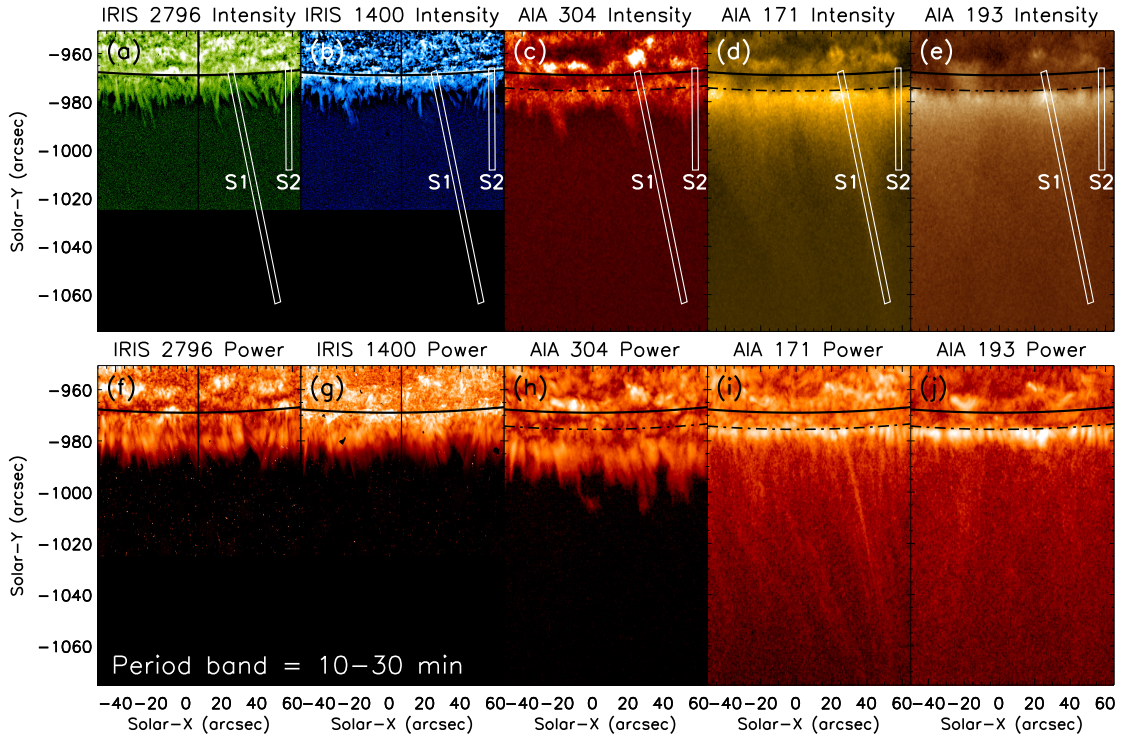 IRIS 2796 Intensity IRIS 1400 Intensity AIA 304 Intensity AIA 171 Intensity AIA 193 Intensity
(a) (b) (c) (d) (e)
−960
−980
−1000
−1020
−1040
−1060
Solar−Y (arcsec)
S1 S2 S1 S2 S1 S2 S1 S2 S1 S2
IRIS 2796 Power IRIS 1400 Power AIA 304 Power AIA 171 Power AIA 193 Power
(f) (g) (h) (i) (j)
−960
−980
−1000
−1020
−1040
−1060
Solar−Y (arcsec)
Period band = 10−30 min
−40−20 0 20 40 60−40−20 0 20 40 60−40−20 0 20 40 60−40−20 0 20 40 60−40−20 0 20 40 60
Solar−X (arcsec) Solar−X (arcsec) Solar−X (arcsec) Solar−X (arcsec) Solar−X (arcsec)